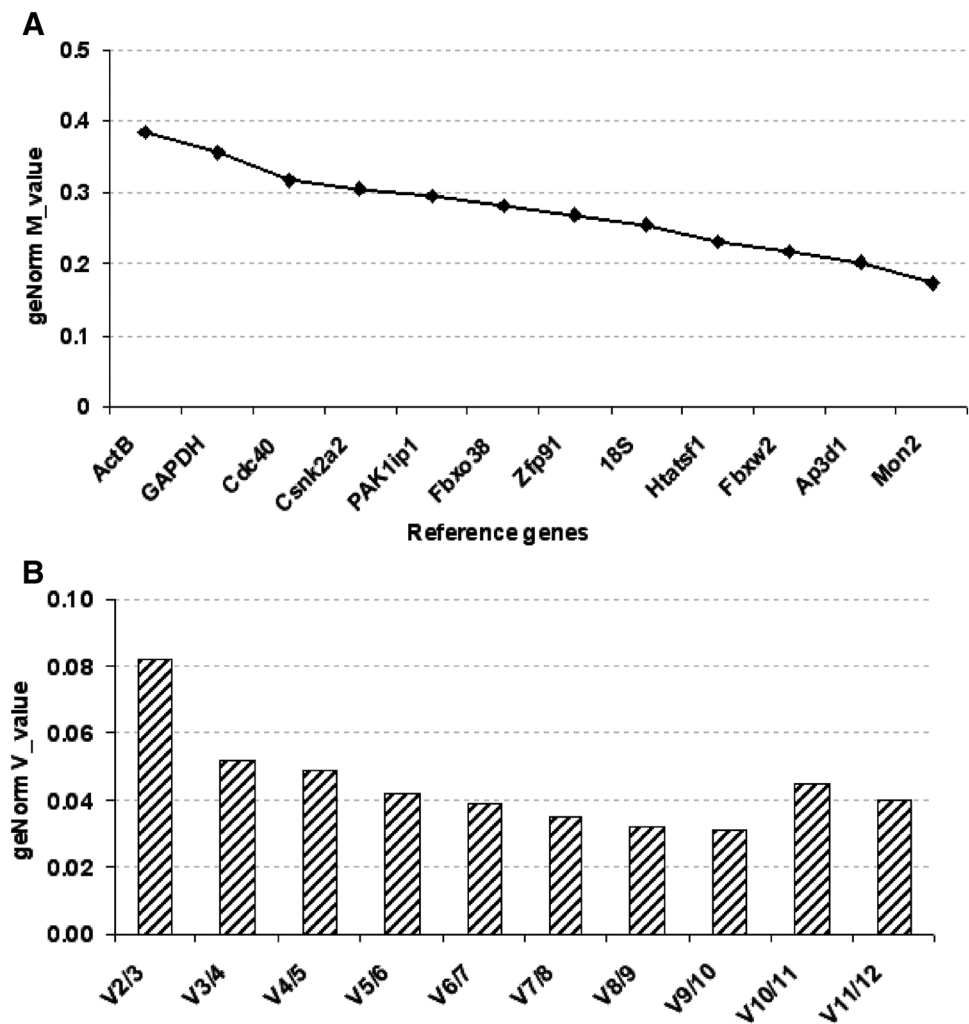 A
0.5
0.4
0.3
0.2
0.1
0
geNorm M_value
ActB
GAPDH
Cdc40
Csnk2a2
PAK1ip1
Fbxo38
Zfp91
18S
Htatsf1
Fbxw2
Ap3d1
Mon2
Reference genes
B
0.10
0.08
0.06
0.04
0.02
0.00
geNorm V_value
V2/3
V3/4
V4/5
V5/6
V6/7
V7/8
V8/9
V9/10
V10/11
V11/12